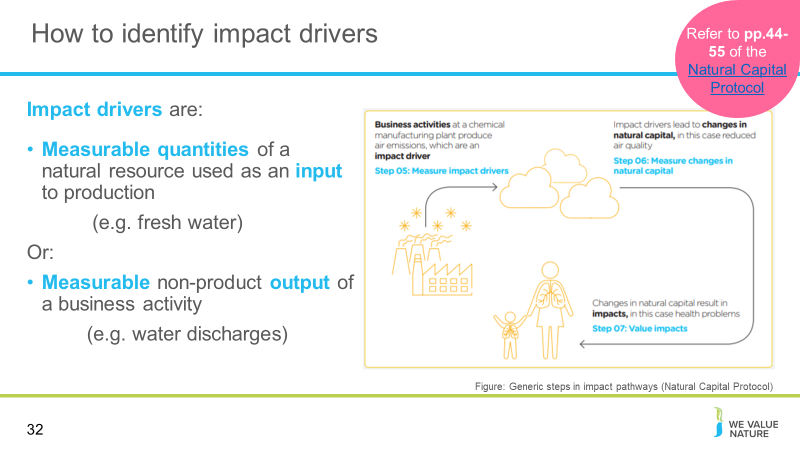 How to identify impact drivers
Refer to pp.44-
55 of the
Natural Capital
Protocol
Impact drivers are:
• Measurable quantities of a
natural resource used as an input
to production
(e.g. fresh water)
Or:
• Measurable non-product output of
a business activity
(e.g. water discharges)
Business activities at a chemical
manufacturing plant produce
air emissions, which are an
impact driver
Step 05: Measure impact drivers
Impact drivers lead to changes in
natural capital, in this case reduced
air quality
Step 06: Measure changes in
natural capital
Changes in natural capital result in
impacts, in this case health problems
Step 07: Value impacts
Figure: Generic steps in impact pathways (Natural Capital Protocol)
32
WE VALUE
NATURE